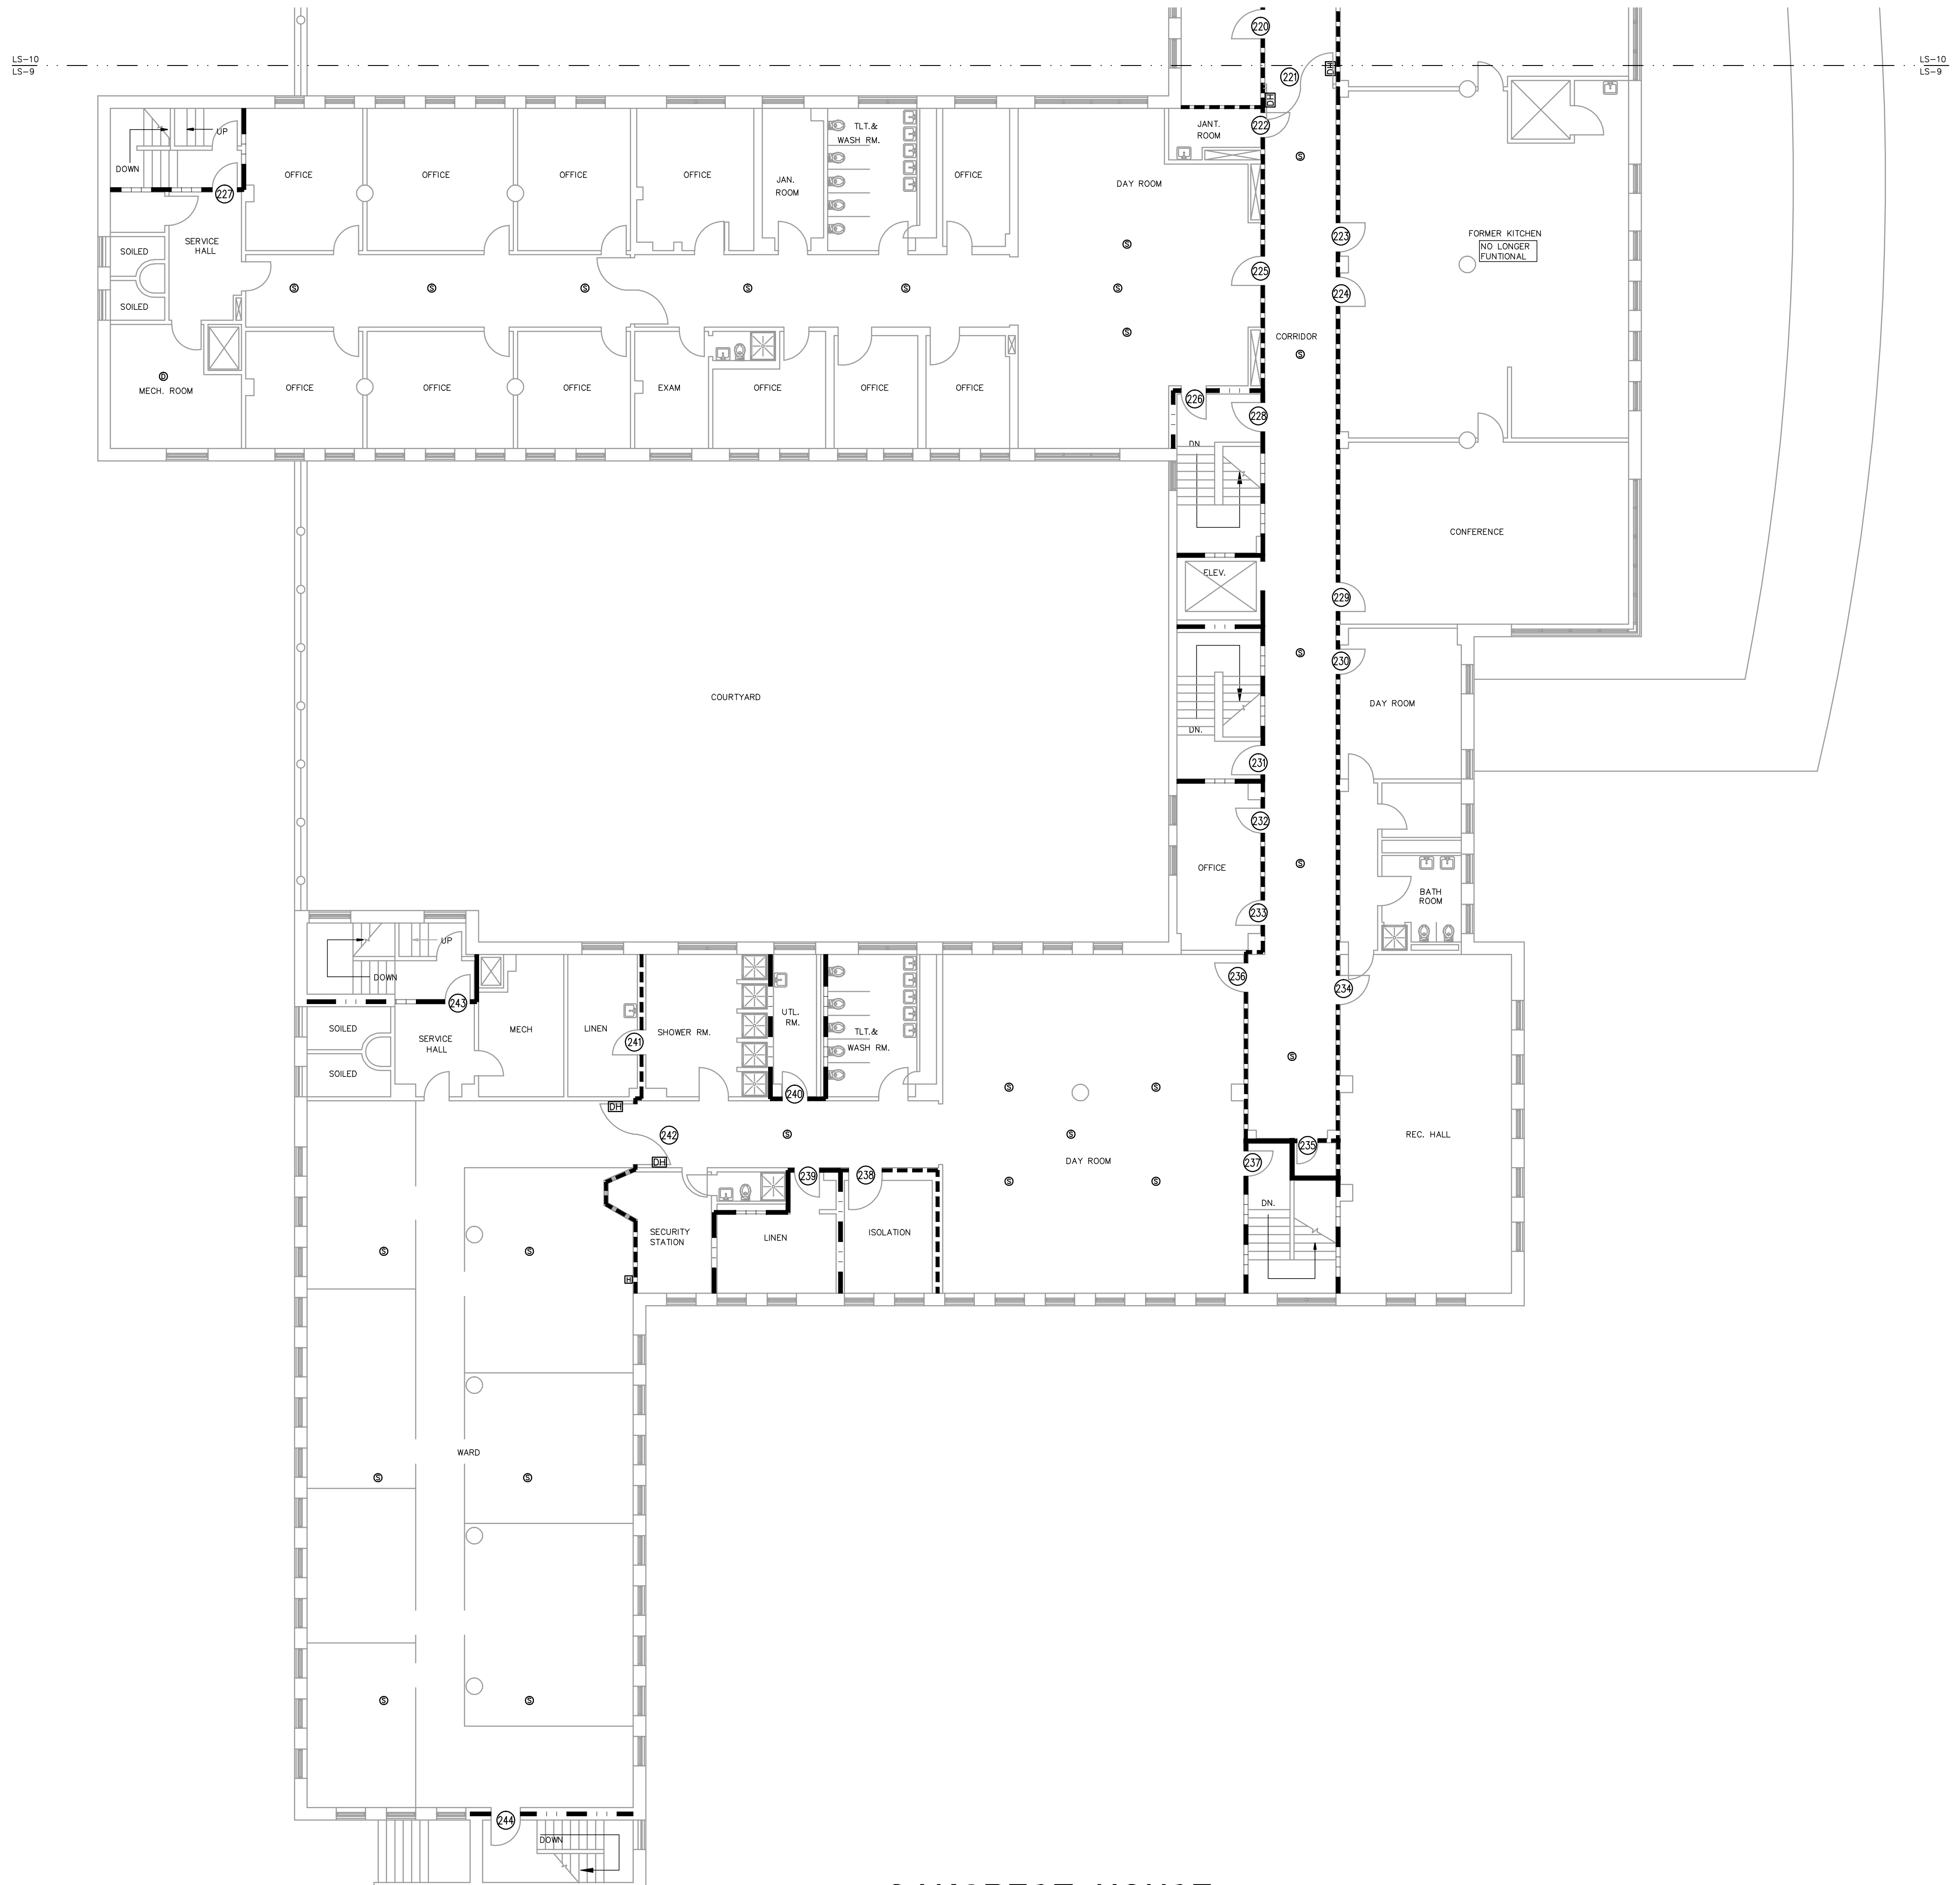 220
LS-10
LS-9
221
DH
LS-10
LS-9
DH
UP
DOWN
227
OFFICE
OFFICE
OFFICE
OFFICE
JAN.
ROOM
TLT.&
WASH RM.
OFFICE
DAY ROOM
JANT.
ROOM
222
S
223
FORMER KITCHEN
NO LONGER
FUNTIONAL
SERVICE
HALL
SOILED
SOILED
S
S
S
S
S
S
S
S
225
224
CORRIDOR
S
D
MECH. ROOM
OFFICE
OFFICE
OFFICE
EXAM
OFFICE
OFFICE
OFFICE
226
228
DN.
CONFERENCE
ELEV.
229
S
230
COURTYARD
DAY ROOM
DN.
231
232
OFFICE
S
233
BATH
ROOM
UP
DOWN
243
236
234
SOILED
SERVICE
HALL
SOILED
MECH
LINEN
241
SHOWER RM.
UTL.
RM.
TLT.&
WASH RM.
240
S
S
S
DH
242
DH
S
S
DAY ROOM
S
S
235
237
REC. HALL
239
238
DN.
SECURITY
STATION
LINEN
ISOLATION
H
S
S
WARD
S
S
S
S
244
DOWN